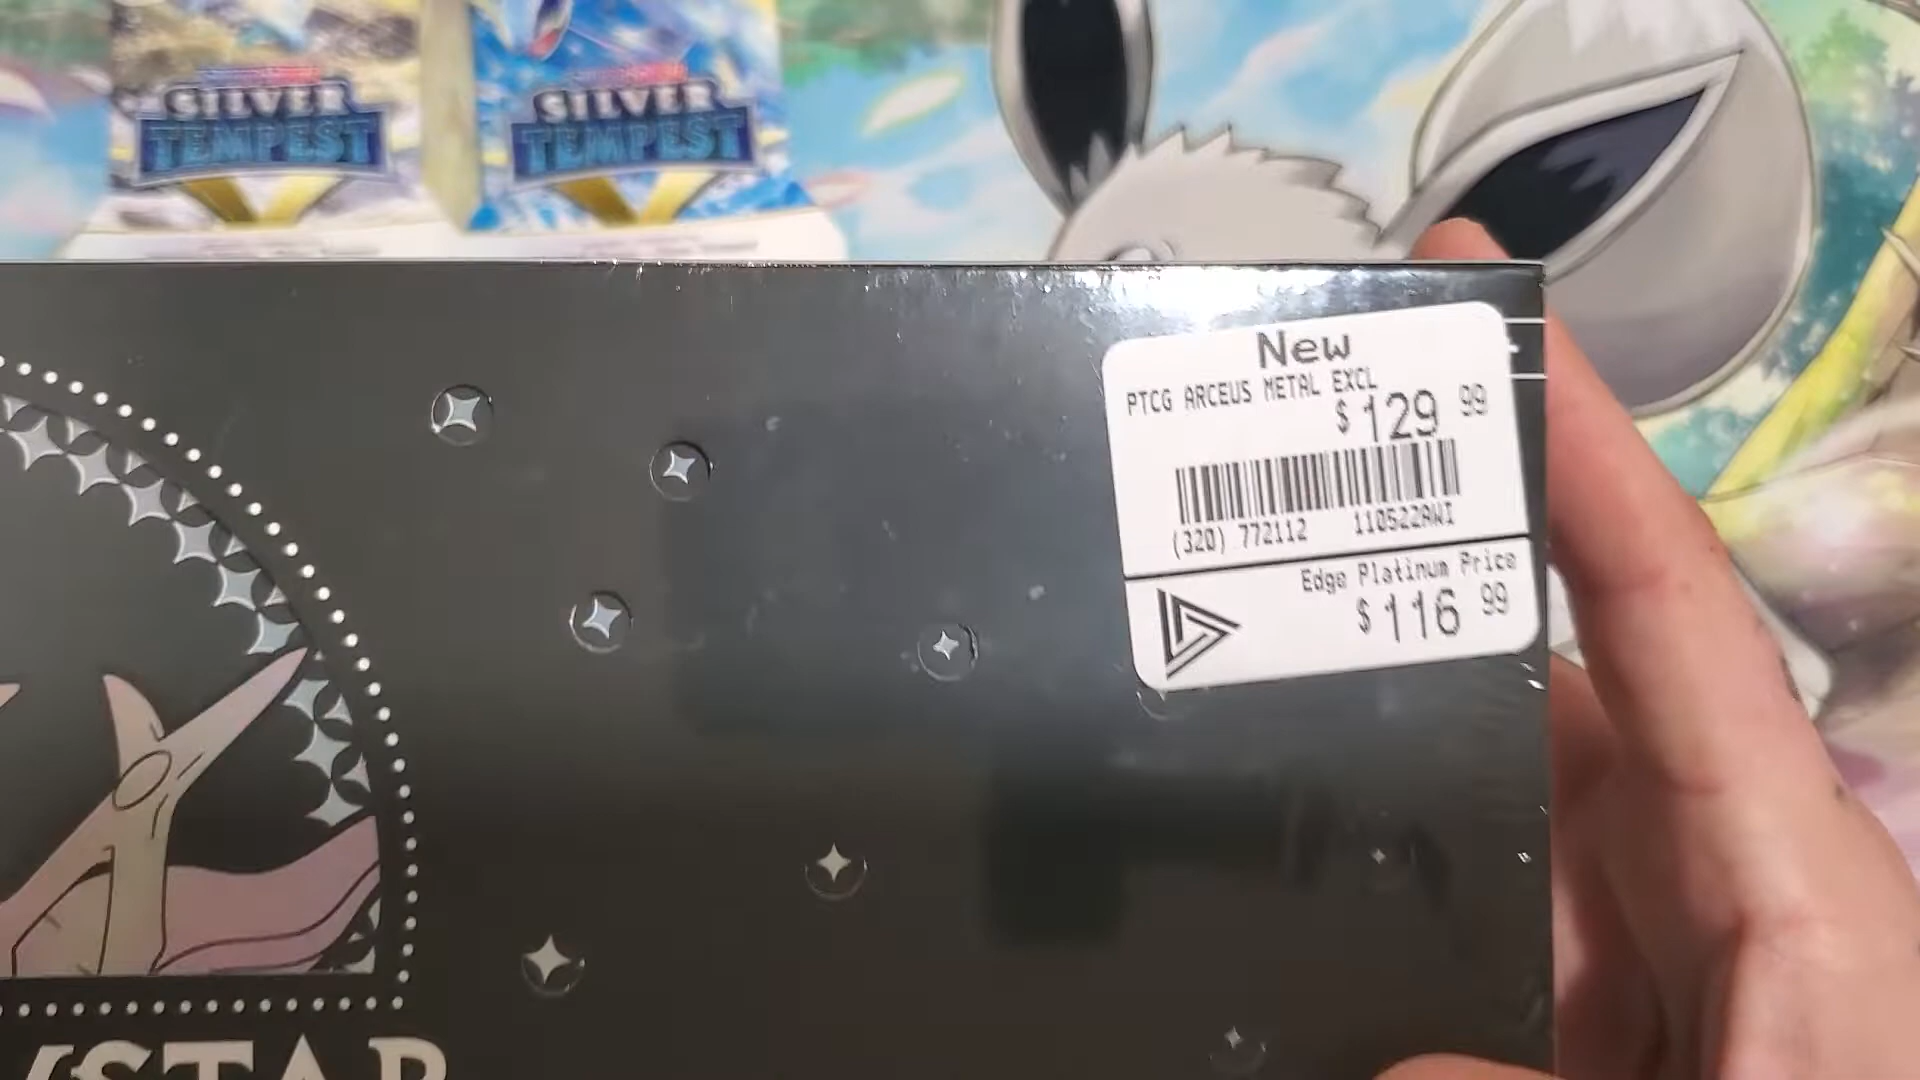 SILVER
TEMPEST
SILVER
TEMPEST
New
PTCG ARCEUS METAL EXCL
$129 99
(320) 772112 110522AWI
Edge Platinum Price
$116 99
VSTAR